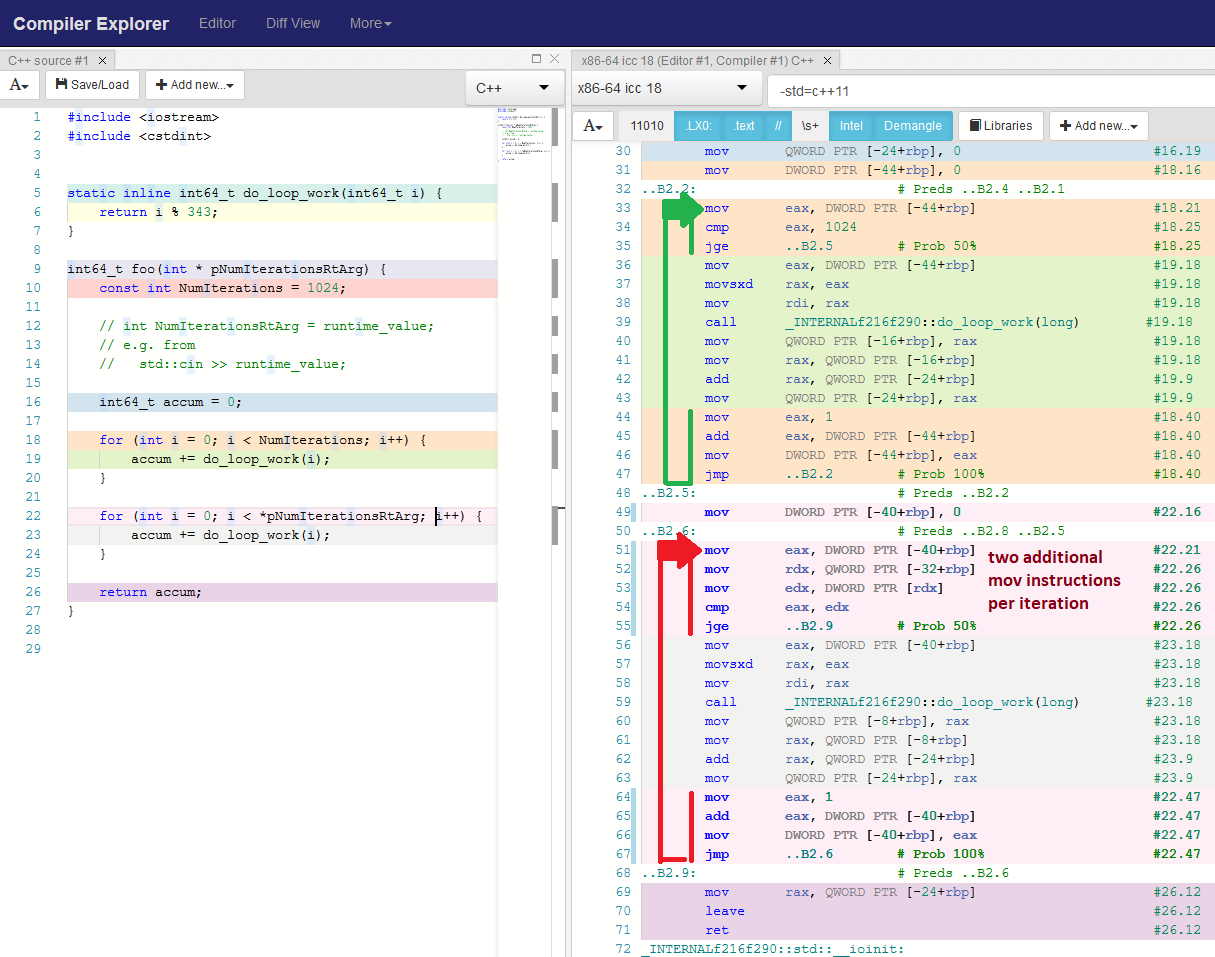 Compiler Explorer Editor Diff View More
C++ source #1 ×
A Save/Load Add new... C++
1 #include <iostream>
2 #include <cstdint>
3
4
5 static inline int64_t do_loop_work(int64_t i) {
6 return i % 343;
7 }
8
9 int64_t foo(int * pNumIterationsRtArg) {
10 const int NumIterations = 1024;
11
12 // int NumIterationsRtArg = runtime_value;
13 // e.g. from
14 // std::cin >> runtime_value;
15
16 int64_t accum = 0;
17
18 for (int i = 0; i < NumIterations; i++) {
19 accum += do_loop_work(i);
20 }
21
22 for (int i = 0; i < *pNumIterationsRtArg; i++) {
23 accum += do_loop_work(i);
24 }
25
26 return accum;
27 }
28
29
x86-64 icc 18 (Editor #1, Compiler #1) C++ ×
x86-64 icc 18 -std=c++11
A 11010 .LX0: .text // \s+ Intel Demangle Libraries Add new...
30 mov QWORD PTR [-24+rbp], 0 #16.19
31 mov DWORD PTR [-44+rbp], 0 #18.16
32 ..B2.2: # Preds ..B2.4 ..B2.1
33 mov eax, DWORD PTR [-44+rbp] #18.21
34 cmp eax, 1024 #18.25
35 jge ..B2.5 # Prob 50% #18.25
36 mov eax, DWORD PTR [-44+rbp] #19.18
37 movsxd rax, eax #19.18
38 mov rdi, rax #19.18
39 call _INTERNALf216f290::do_loop_work(long) #19.18
40 mov QWORD PTR [-16+rbp], rax #19.18
41 mov rax, QWORD PTR [-16+rbp] #19.18
42 add rax, QWORD PTR [-24+rbp] #19.9
43 mov QWORD PTR [-24+rbp], rax #19.9
44 mov eax, 1 #18.40
45 add eax, DWORD PTR [-44+rbp] #18.40
46 mov DWORD PTR [-44+rbp], eax #18.40
47 jmp ..B2.2 # Prob 100% #18.40
48 ..B2.5: # Preds ..B2.2
49 mov DWORD PTR [-40+rbp], 0 #22.16
50 ..B2.6: # Preds ..B2.8 ..B2.5
51 mov eax, DWORD PTR [-40+rbp] #22.21
52 mov rdx, QWORD PTR [-32+rbp] #22.26
53 mov edx, DWORD PTR [rdx] #22.26
54 cmp eax, edx #22.26
55 jge ..B2.9 # Prob 50% #22.26
two additional
mov instructions
per iteration
56 mov eax, DWORD PTR [-40+rbp] #23.18
57 movsxd rax, eax #23.18
58 mov rdi, rax #23.18
59 call _INTERNALf216f290::do_loop_work(long) #23.18
60 mov QWORD PTR [-8+rbp], rax #23.18
61 mov rax, QWORD PTR [-8+rbp] #23.18
62 add rax, QWORD PTR [-24+rbp] #23.9
63 mov QWORD PTR [-24+rbp], rax #23.9
64 mov eax, 1 #22.47
65 add eax, DWORD PTR [-40+rbp] #22.47
66 mov DWORD PTR [-40+rbp], eax #22.47
67 jmp ..B2.6 # Prob 100% #22.47
68 ..B2.9: # Preds ..B2.6
69 mov rax, QWORD PTR [-24+rbp] #26.12
70 leave #26.12
71 ret #26.12
72 _INTERNALf216f290::std::__ioinit: